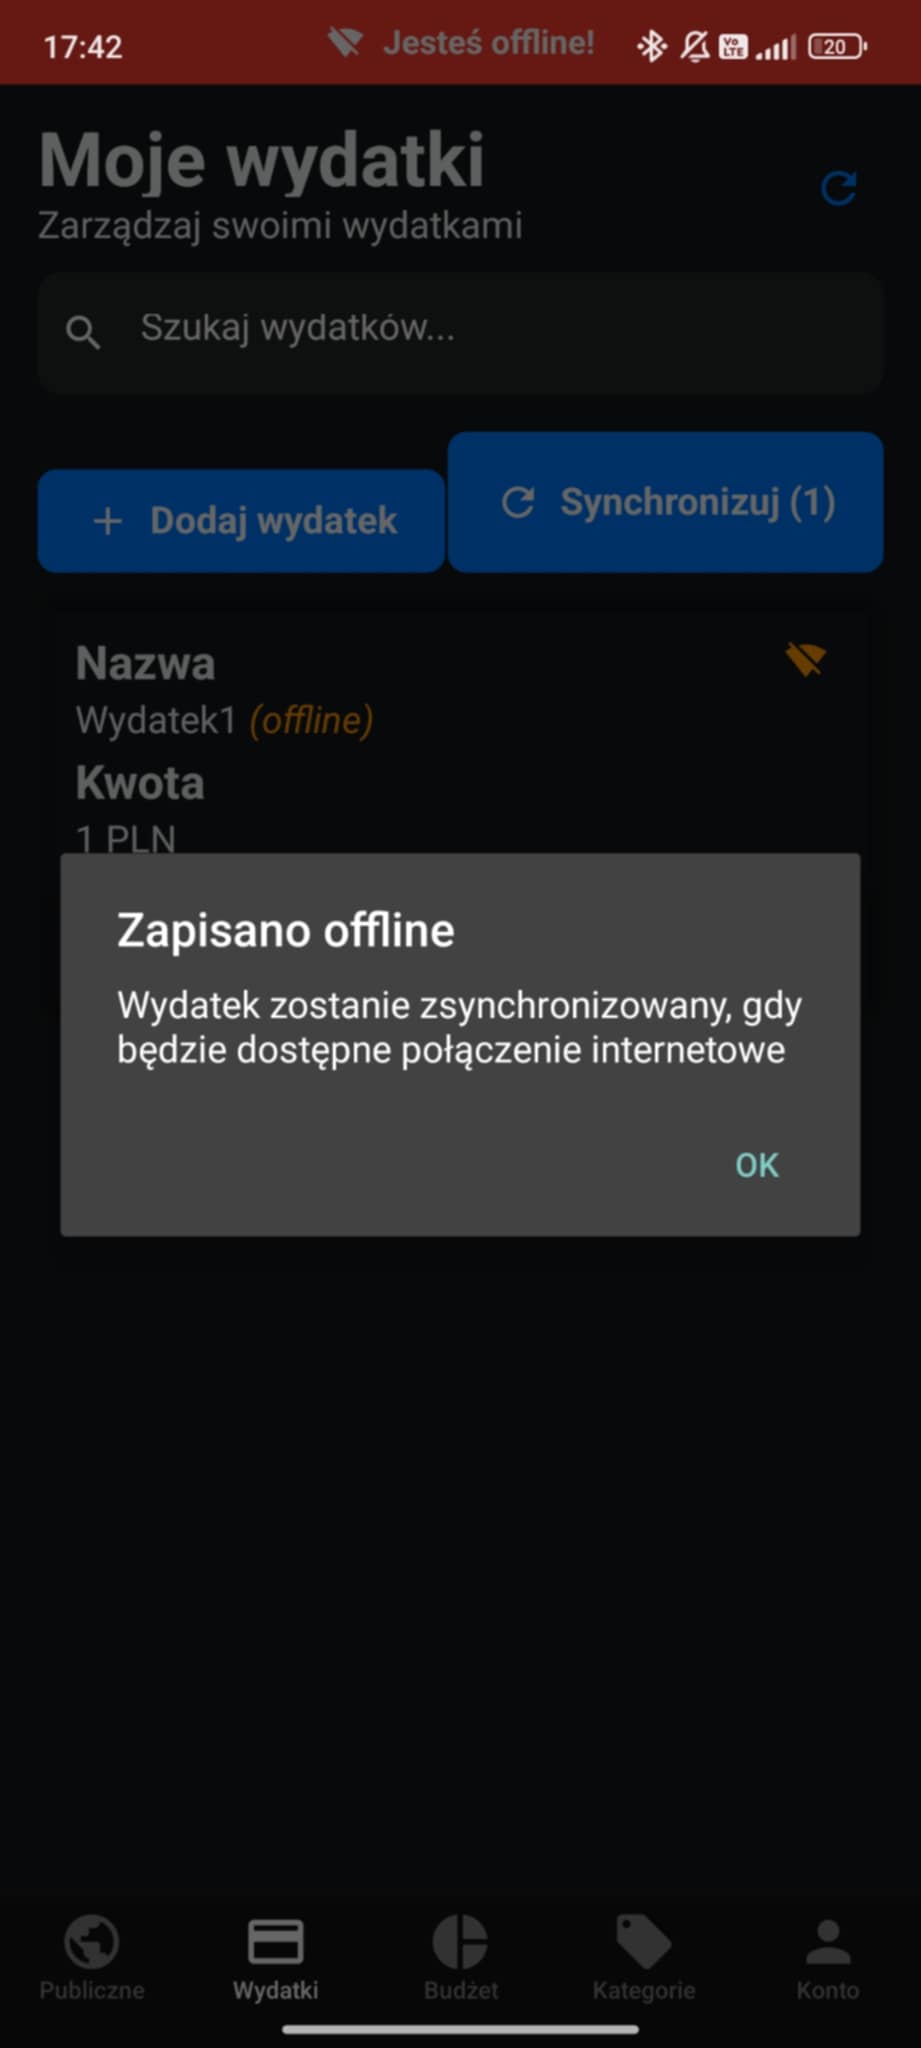 17:42
Jesteś offline!
Vo LTE
20
Moje wydatki
Zarządzaj swoimi wydatkami
Szukaj wydatków...
Dodaj wydatek
Synchronizuj (1)
Nazwa
Wydatek1 (offline)
Kwota
1 PLN
Zapisano offline
Wydatek zostanie zsynchronizowany, gdy
będzie dostępne połączenie internetowe
OK
Publiczne
Wydatki
Budżet
Kategorie
Konto